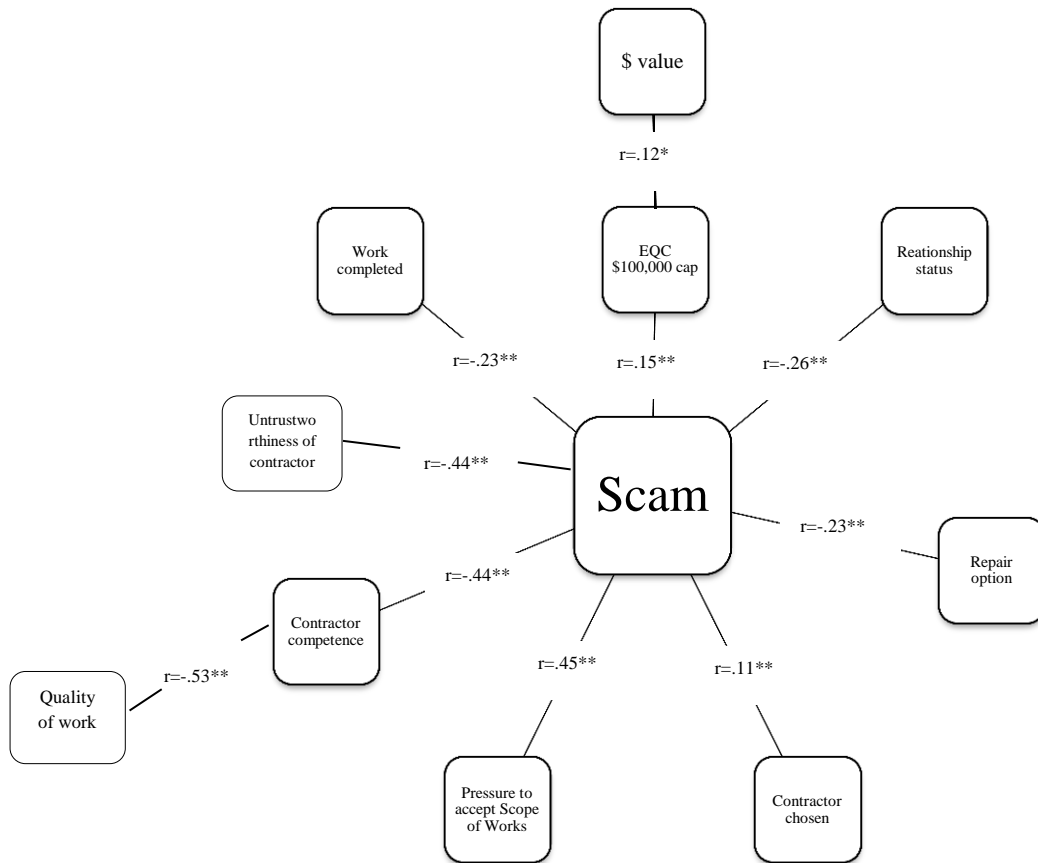 $ value
r=.12*
Work
completed
EQC
$100,000 cap
Reationship
status
r=-.23**
r=.15**
r=-.26**
Untrustwo
rthiness of
contractor
r=-.44**
Scam
r=-.23**
Repair
option
r=-.44**
Contractor
competence
r=-.53**
Quality
of work
r=.45**
r=.11**
Pressure to
accept Scope
of Works
Contractor
chosen